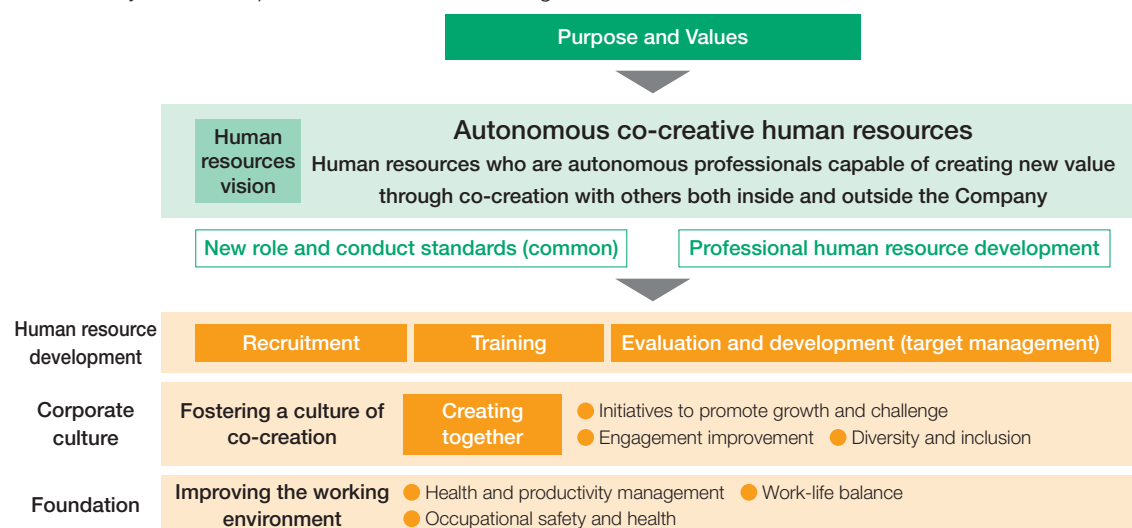 Purpose and Values
Human
resources
vision
Autonomous co-creative human resources
Human resources who are autonomous professionals capable of creating new value
through co-creation with others both inside and outside the Company
New role and conduct standards (common)
Professional human resource development
Human resource
development
Recruitment
Training
Evaluation and development (target management)
Corporate
culture
Fostering a culture of
co-creation
Creating
together
Initiatives to promote growth and challenge
Engagement improvement
Diversity and inclusion
Foundation
Improving the working
environment
Health and productivity management
Work-life balance
Occupational safety and health